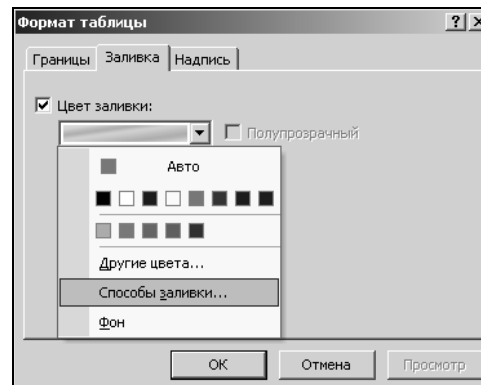 Формат таблицы
Границы Заливка Надпись
Цвет заливки:
Полупрозрачный
Авто
Другие цвета...
Способы заливки...
Фон
ОК Отмена Просмотр